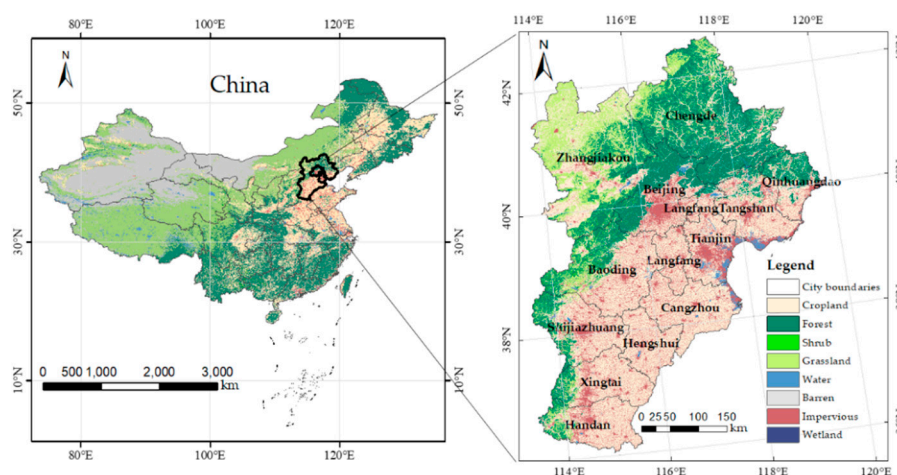 80°E 100°E 120°E
N
China
50°N
30°N
10°N
0 500 1,000 2,000 3,000
km
80°E 100°E 120°E
114°E 116°E 118°E 120°E
N
42°N
40°N
38°N
Chengde
Zhangjiakou
Qinhuangdao
Beijing
Langfang Tangshan
Tianjin
Langfang
Baoding
Cangzhou
Shijiazhuang
Hengshui
Xingtai
Handan
Legend
City boundaries
Cropland
Forest
Shrub
Grassland
Water
Barren
Impervious
Wetland
0 25 50 100 150
km
114°E 116°E 118°E 120°E